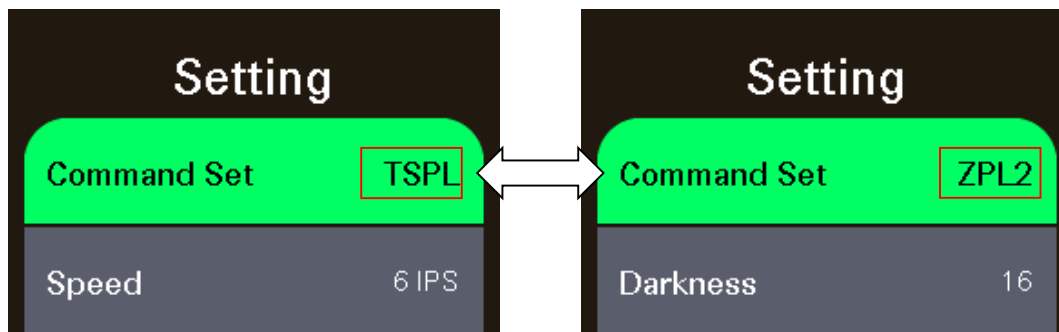 Setting
Command Set TSPL
Speed 6 IPS
Setting
Command Set ZPL2
Darkness 16